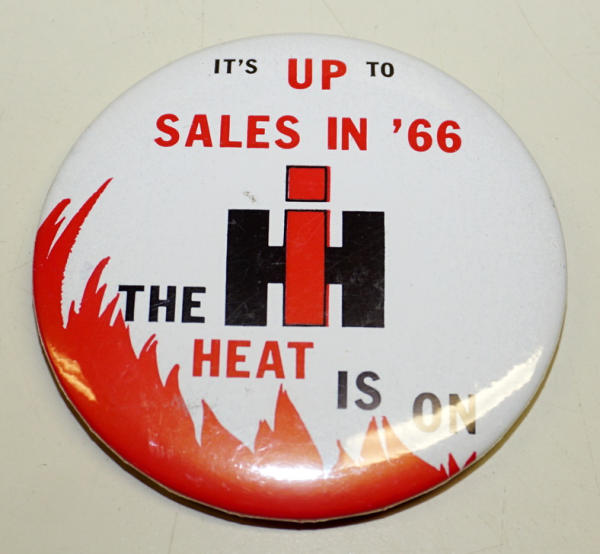 IT'S UP TO
SALES IN '66
IH
THE
HEAT
IS
ON